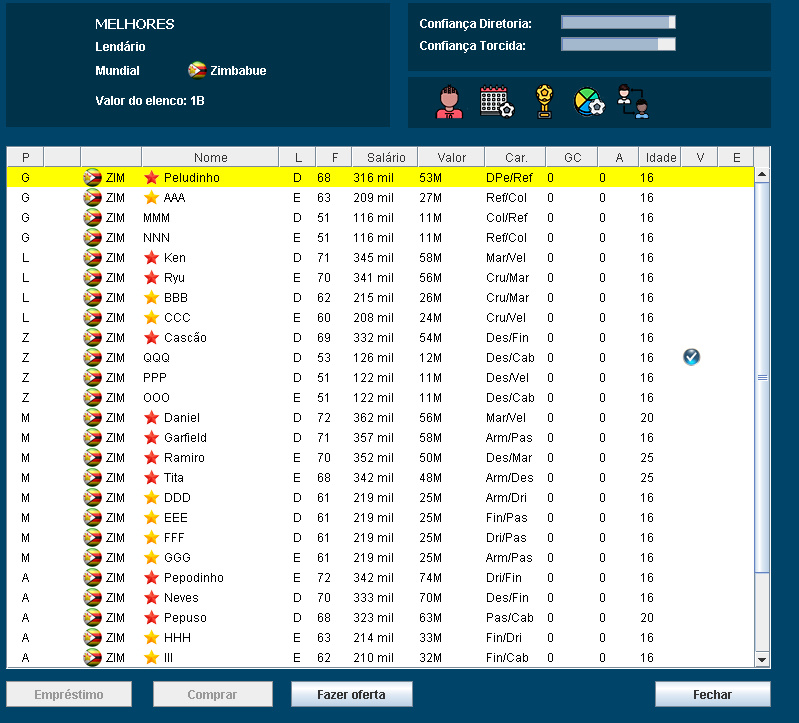 MELHORES
Lendário
Mundial Zimbabue
Valor do elenco: 1B
Confiança Diretoria:
Confiança Torcida:
P Nome L F Salário Valor Car. GC A Idade V E
G ZIM Peludinho D 68 316 mil 53M DPe/Ref 0 0 16
G ZIM AAA E 63 209 mil 27M Ref/Col 0 0 16
G ZIM MMM D 51 116 mil 11M Col/Ref 0 0 16
G ZIM NNN E 51 116 mil 11M Ref/Col 0 0 16
L ZIM Ken D 71 345 mil 58M Mar/Vel 0 0 16
L ZIM Ryu E 70 341 mil 56M Cru/Mar 0 0 16
L ZIM BBB D 62 215 mil 26M Cru/Mar 0 0 16
L ZIM CCC E 60 208 mil 24M Cru/Vel 0 0 16
Z ZIM Cascão D 69 332 mil 54M Des/Fin 0 0 16
Z ZIM QQQ D 53 126 mil 12M Des/Cab 0 0 16
Z ZIM PPP D 51 122 mil 11M Des/Vel 0 0 16
Z ZIM OOO E 51 122 mil 11M Des/Cab 0 0 16
M ZIM Daniel D 72 362 mil 56M Mar/Vel 0 0 20
M ZIM Garfield D 71 357 mil 58M Arm/Pas 0 0 16
M ZIM Ramiro E 70 352 mil 50M Des/Mar 0 0 25
M ZIM Tita E 68 342 mil 48M Arm/Des 0 0 25
M ZIM DDD D 61 219 mil 25M Arm/Dri 0 0 16
M ZIM EEE D 61 219 mil 25M Fin/Pas 0 0 16
M ZIM FFF D 61 219 mil 25M Dri/Pas 0 0 16
M ZIM GGG E 61 219 mil 25M Arm/Pas 0 0 16
A ZIM Pepodinho E 72 342 mil 74M Dri/Fin 0 0 16
A ZIM Neves D 70 333 mil 70M Des/Fin 0 0 16
A ZIM Pepuso D 68 323 mil 63M Pas/Cab 0 0 20
A ZIM HHH E 63 214 mil 33M Fin/Dri 0 0 16
A ZIM III E 62 210 mil 32M Fin/Cab 0 0 16
Empréstimo Comprar Fazer oferta Fechar